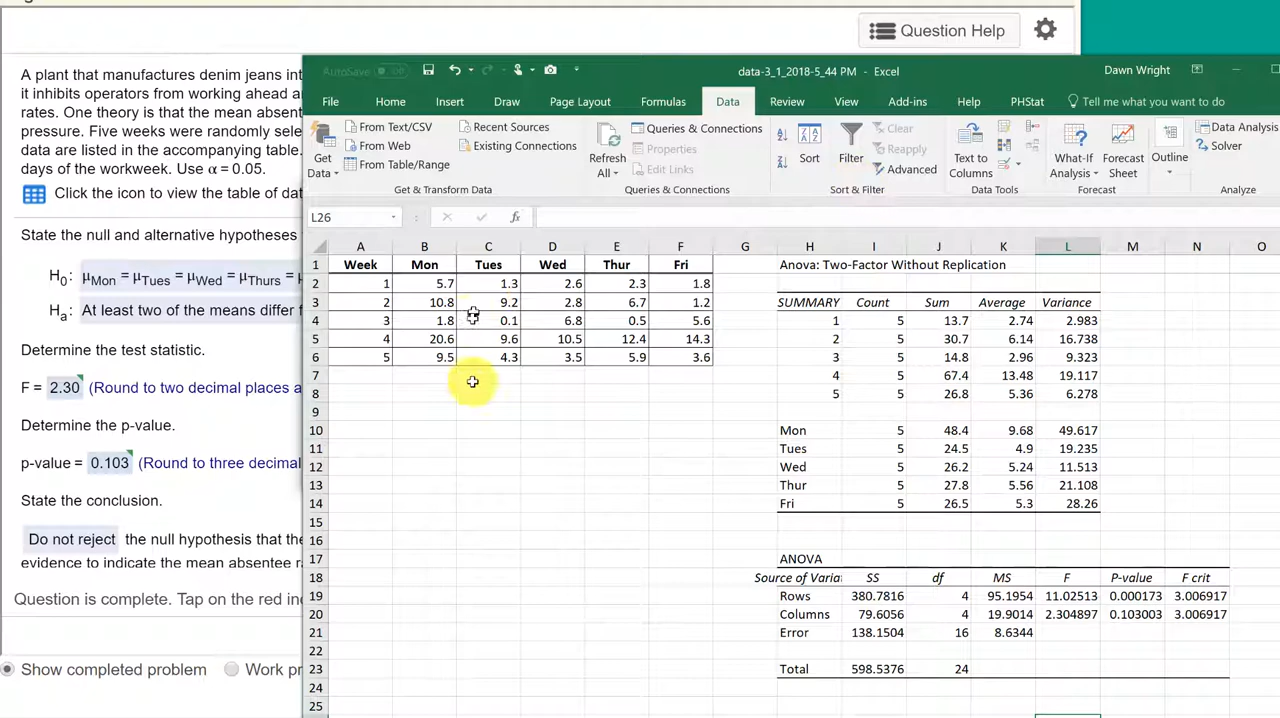 Question Help
A plant that manufactures denim jeans int
it inhibits operators from working ahead a
rates. One theory is that the mean absent
pressure. Five weeks were randomly sele
data are listed in the accompanying table.
days of the workweek. Use α = 0.05.
Click the icon to view the table of dat
State the null and alternative hypotheses
H0: μMon = μTues = μWed = μThurs = μ
Ha: At least two of the means differ f
Determine the test statistic.
F = 2.30 (Round to two decimal places a
Determine the p-value.
p-value = 0.103 (Round to three decimal
State the conclusion.
Do not reject the null hypothesis that the
evidence to indicate the mean absentee r
Question is complete. Tap on the red ind
Show completed problem Work pr
AutoSave data-3_1_2018-5_44 PM - Excel Dawn Wright
File Home Insert Draw Page Layout Formulas Data Review View Add-ins Help PHStat Tell me what you want to do
Get Data From Text/CSV From Web From Table/Range Recent Sources Existing Connections
Get & Transform Data
Refresh All Queries & Connections Properties Edit Links
Queries & Connections
Sort Filter Clear Reapply Advanced
Sort & Filter
Text to Columns
Data Tools
What-If Analysis Forecast Sheet
Forecast
Outline
Data Analysis Solver
Analyze
L26 fx
A B C D E F G H I J K L M N O
1 Week Mon Tues Wed Thur Fri Anova: Two-Factor Without Replication
2 1 5.7 1.3 2.6 2.3 1.8
3 2 10.8 9.2 2.8 6.7 1.2 SUMMARY Count Sum Average Variance
4 3 1.8 0.1 6.8 0.5 5.6 1 5 13.7 2.74 2.983
5 4 20.6 9.6 10.5 12.4 14.3 2 5 30.7 6.14 16.738
6 5 9.5 4.3 3.5 5.9 3.6 3 5 14.8 2.96 9.323
7 4 5 67.4 13.48 19.117
8 5 5 26.8 5.36 6.278
9
10 Mon 5 48.4 9.68 49.617
11 Tues 5 24.5 4.9 19.235
12 Wed 5 26.2 5.24 11.513
13 Thur 5 27.8 5.56 21.108
14 Fri 5 26.5 5.3 28.26
15
16
17 ANOVA
18 Source of Variat SS df MS F P-value F crit
19 Rows 380.7816 4 95.1954 11.02513 0.000173 3.006917
20 Columns 79.6056 4 19.9014 2.304897 0.103003 3.006917
21 Error 138.1504 16 8.6344
22
23 Total 598.5376 24
24
25